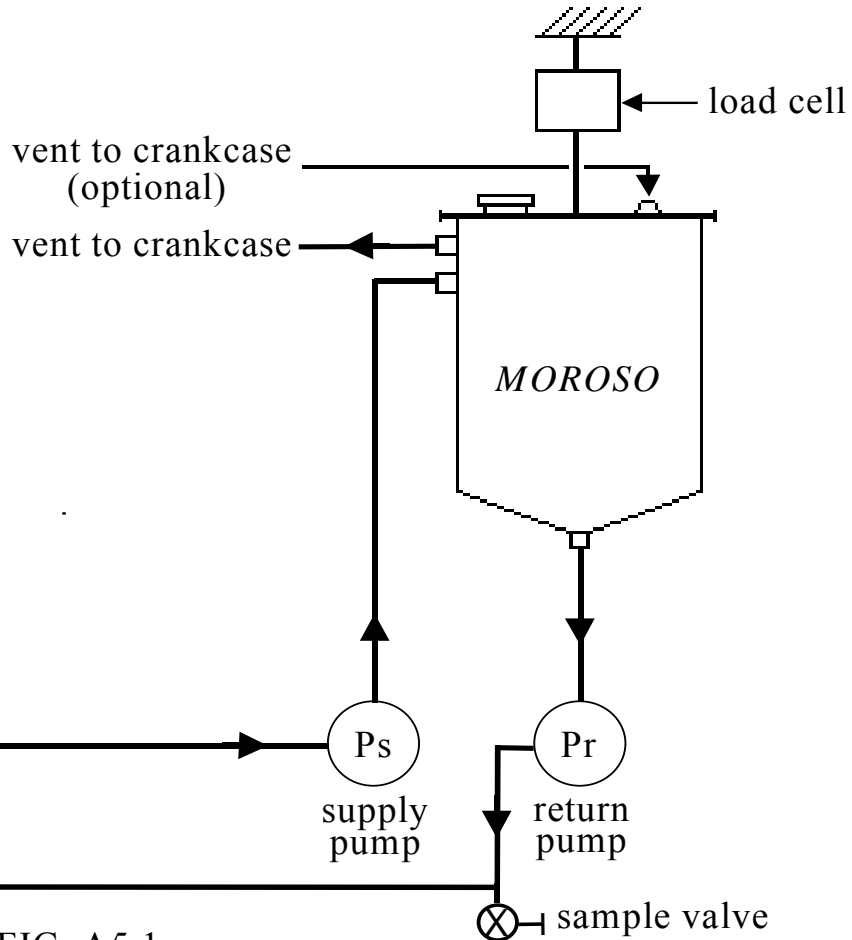 load cell
vent to crankcase
(optional)
vent to crankcase
MOROSO
Ps
Pr
supply
pump
return
pump
sample valve